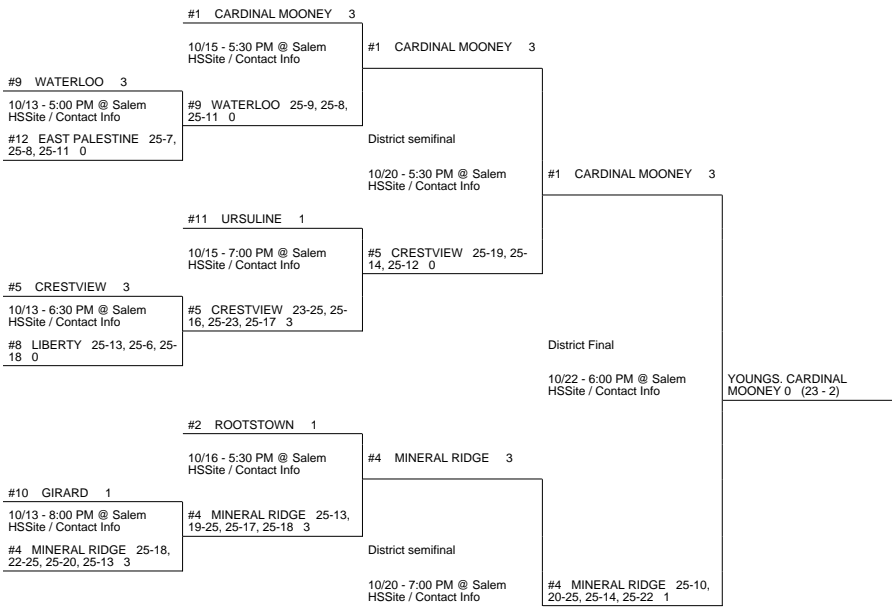 #1 CARDINAL MOONEY 3
10/15 - 5:30 PM @ Salem
HSSite / Contact Info
#1 CARDINAL MOONEY 3
#9 WATERLOO 3
10/13 - 5:00 PM @ Salem
HSSite / Contact Info
#9 WATERLOO 25-9, 25-8,
25-11 0
#12 EAST PALESTINE 25-7,
25-8, 25-11 0
District semifinal
10/20 - 5:30 PM @ Salem
HSSite / Contact Info
#1 CARDINAL MOONEY 3
#11 URSULINE 1
10/15 - 7:00 PM @ Salem
HSSite / Contact Info
#5 CRESTVIEW 25-19, 25-
14, 25-12 0
#5 CRESTVIEW 3
10/13 - 6:30 PM @ Salem
HSSite / Contact Info
#5 CRESTVIEW 23-25, 25-
16, 25-23, 25-17 3
#8 LIBERTY 25-13, 25-6, 25-
18 0
District Final
10/22 - 6:00 PM @ Salem
HSSite / Contact Info
YOUNGS. CARDINAL
MOONEY 0 (23 - 2)
#2 ROOTSTOWN 1
10/16 - 5:30 PM @ Salem
HSSite / Contact Info
#4 MINERAL RIDGE 3
#10 GIRARD 1
10/13 - 8:00 PM @ Salem
HSSite / Contact Info
#4 MINERAL RIDGE 25-13,
19-25, 25-17, 25-18 3
#4 MINERAL RIDGE 25-18,
22-25, 25-20, 25-13 3
District semifinal
10/20 - 7:00 PM @ Salem
HSSite / Contact Info
#4 MINERAL RIDGE 25-10,
20-25, 25-14, 25-22 1